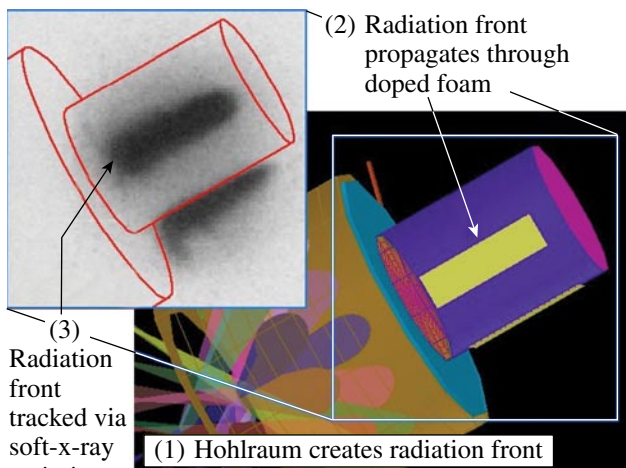 (2) Radiation front
propagates through
doped foam
(3)
Radiation
front
tracked via
soft-x-ray
(1) Hohlraum creates radiation front